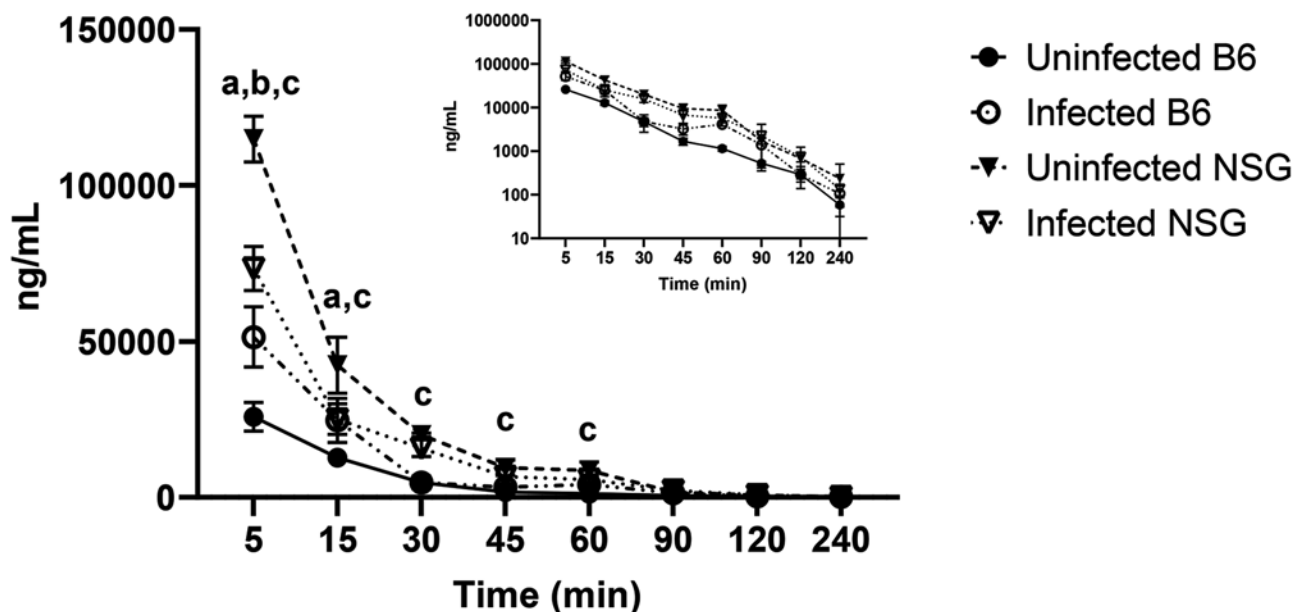 150000
100000
50000
0
ng/mL
a,b,c
a,c
c
c
c
5 15 30 45 60 90 120 240
Time (min)
1000000
100000
10000
1000
100
10
ng/mL
5 15 30 45 60 90 120 240
Time (min)
Uninfected B6
Infected B6
Uninfected NSG
Infected NSG